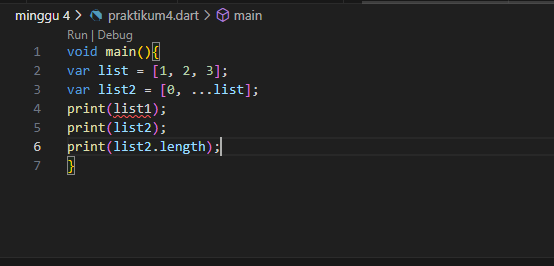 minggu 4 > praktikum4.dart > main
Run | Debug
1 void main(){
2 var list = [1, 2, 3];
3 var list2 = [0, ...list];
4 print(list1);
5 print(list2);
6 print(list2.length);
7 }